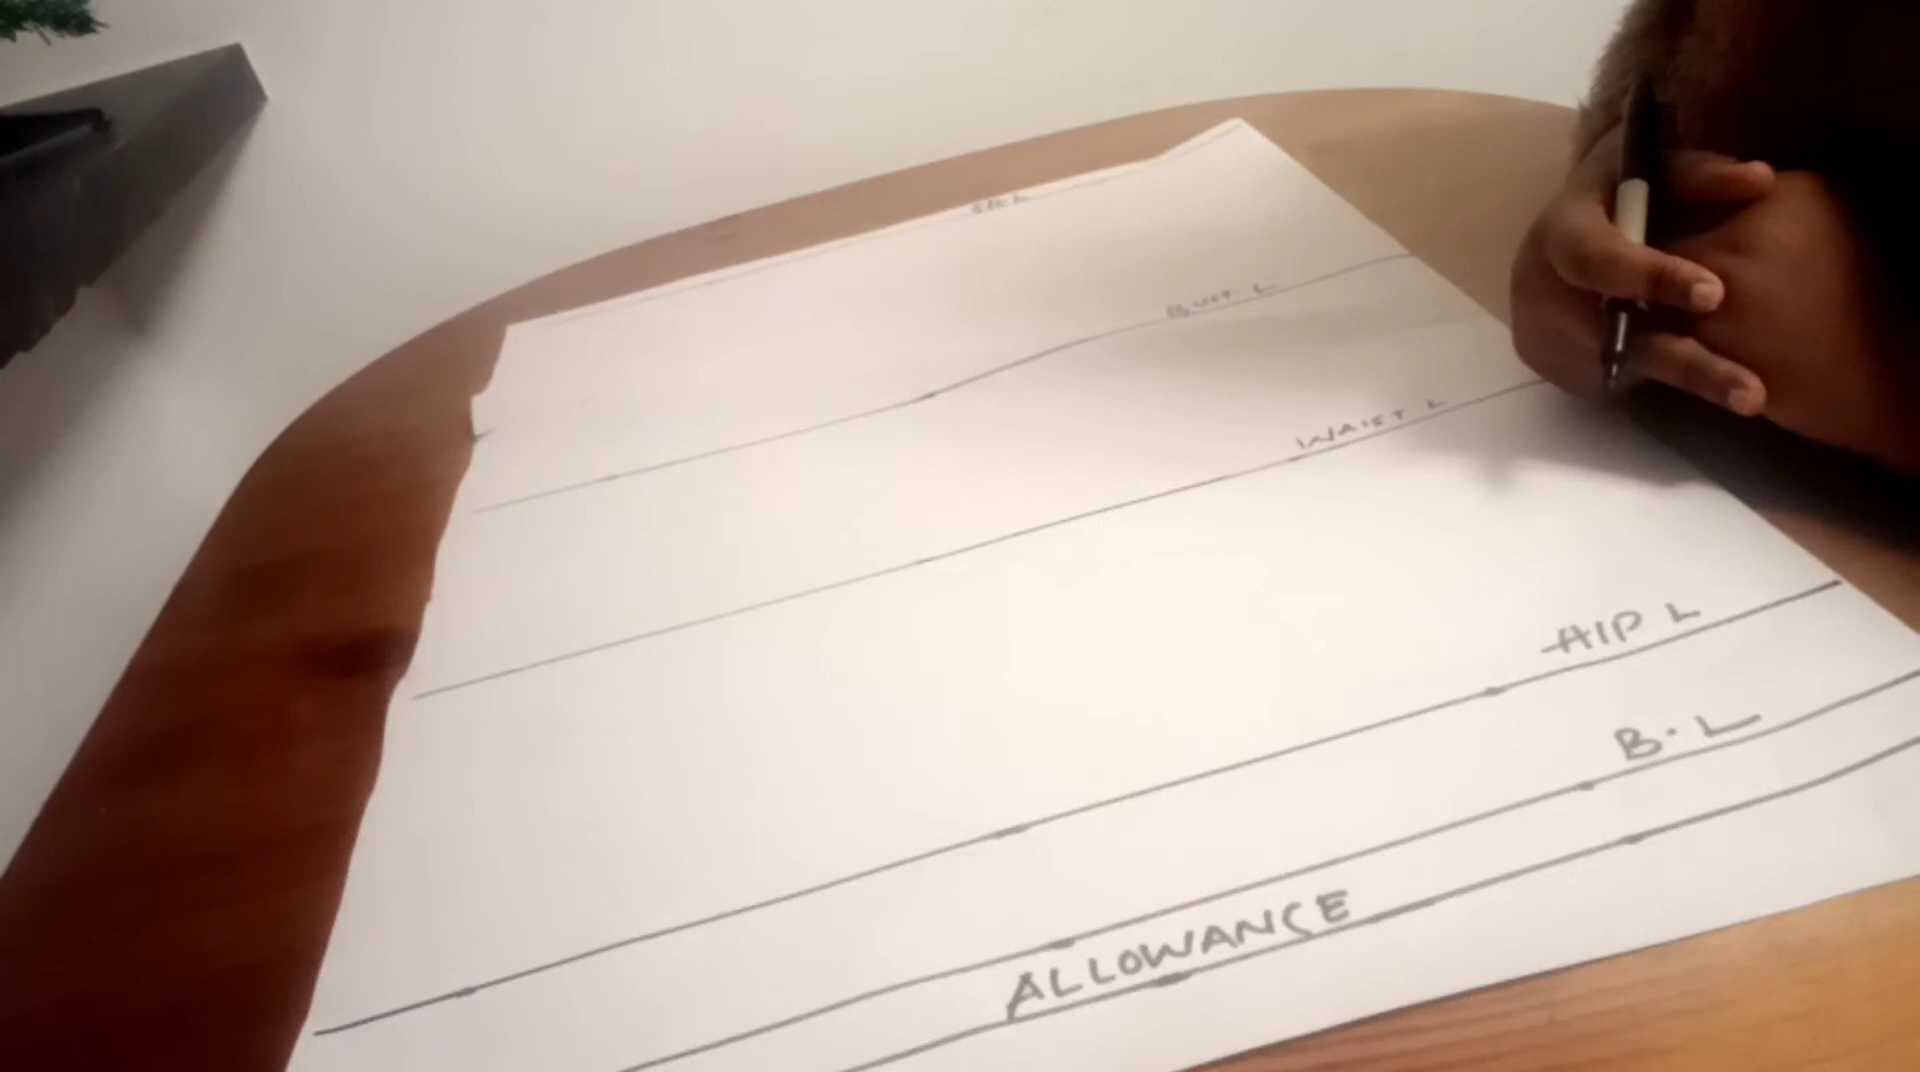 BUST. L
WAIST L
HIP L
B. L
ALLOWANCE